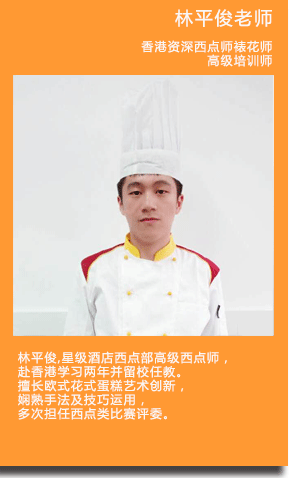 林平俊老师
香港资深西点师裱花师
高级培训师
林平俊,星级酒店西点部高级西点师，
赴香港学习两年并留校任教。
擅长欧式花式蛋糕艺术创新，
娴熟手法及技巧运用，
多次担任西点类比赛评委。